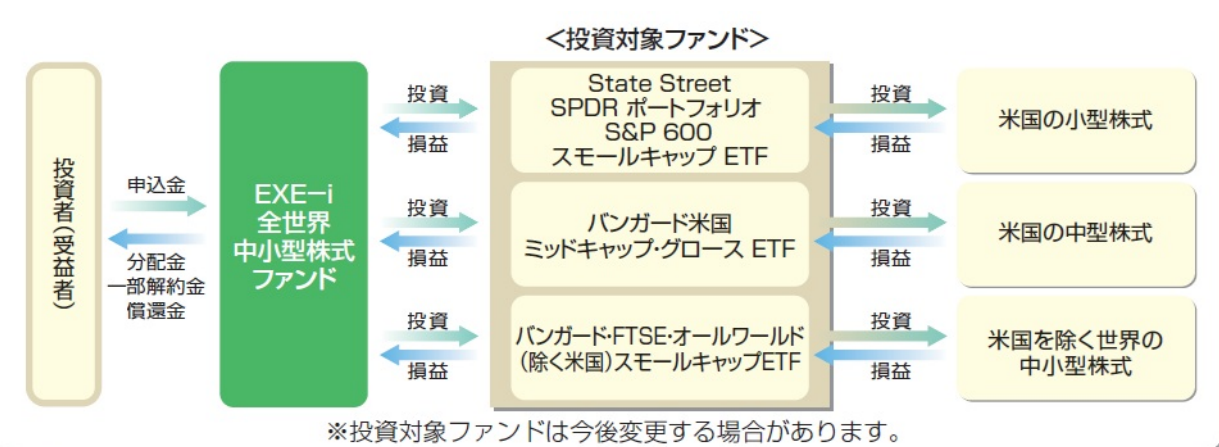 ＜投資対象ファンド＞
投資者（受益者）
申込金
分配金
一部解約金
償還金
EXE－i
全世界
中小型株式
ファンド
投資
損益
State Street
SPDR ポートフォリオ
S&P 600
スモールキャップ ETF
投資
損益
米国の小型株式
投資
損益
バンガード米国
ミッドキャップ・グロース ETF
投資
損益
米国の中型株式
投資
損益
バンガード・FTSE・オールワールド
（除く米国）スモールキャップETF
投資
損益
米国を除く世界の
中小型株式
※投資対象ファンドは今後変更する場合があります。